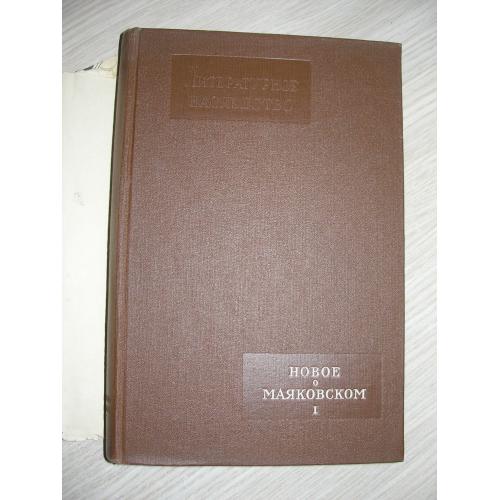 ЛИТЕРАТУРНОЕ
НАСЛЕДСТВО
НОВОЕ
О
МАЯКОВСКОМ
I